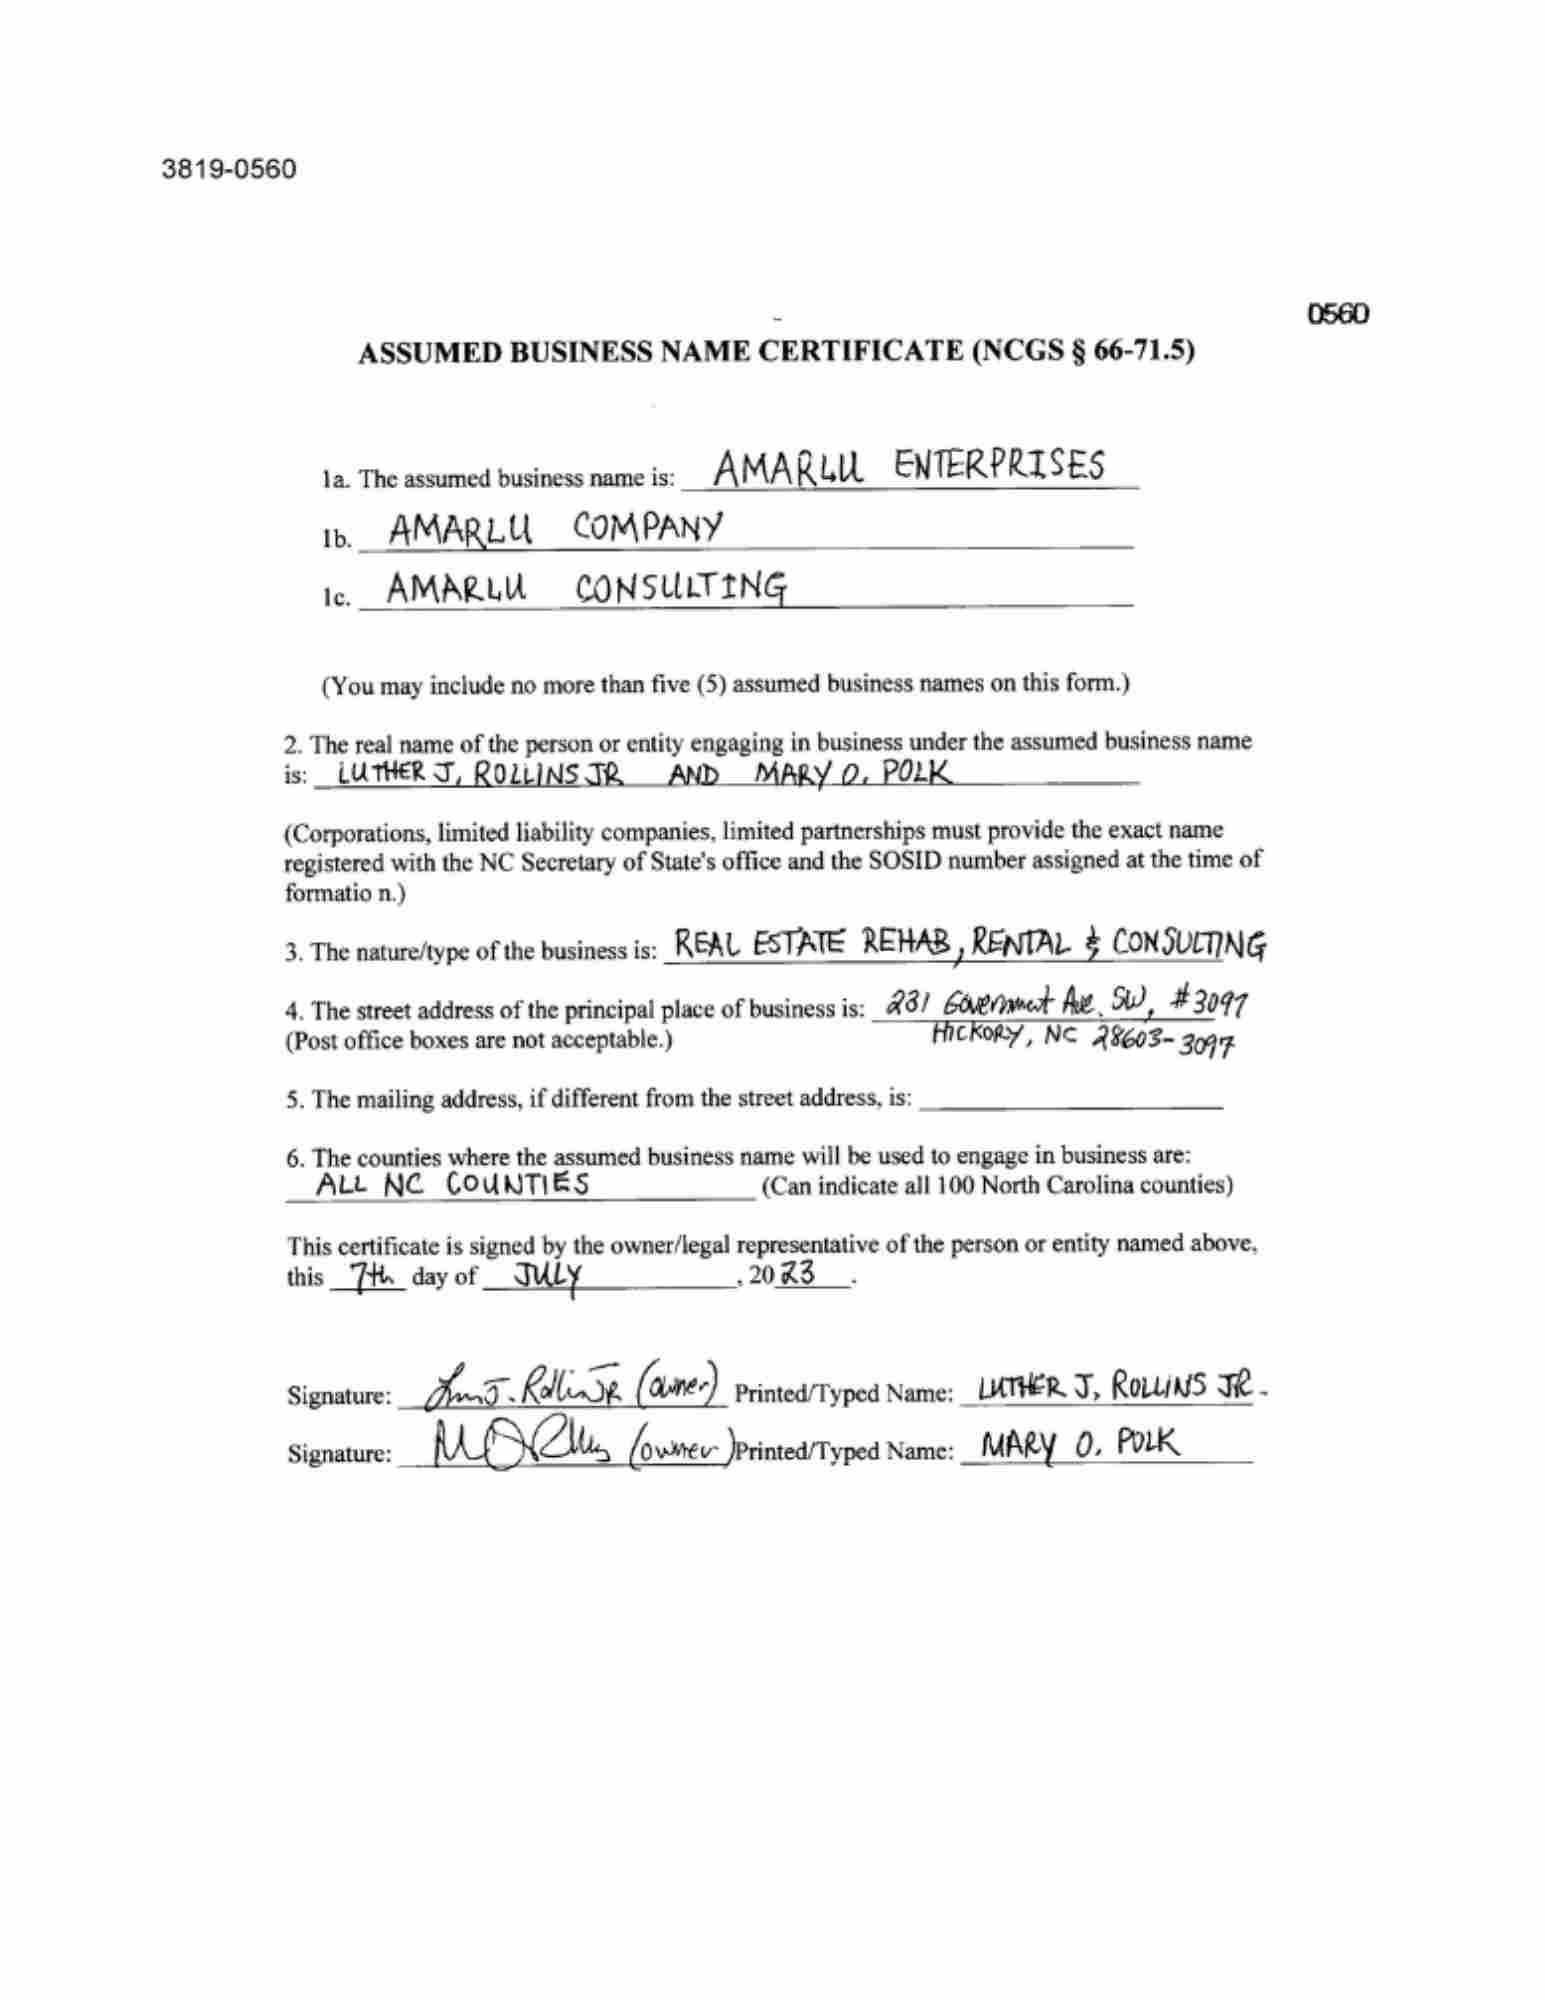 3819-0560
0560
ASSUMED BUSINESS NAME CERTIFICATE (NCGS § 66-71.5)
1a. The assumed business name is: AMARLU ENTERPRISES
1b. AMARLU COMPANY
1c. AMARLU CONSULTING
(You may include no more than five (5) assumed business names on this form.)
2. The real name of the person or entity engaging in business under the assumed business name
is: LUTHER J. ROLLINS JR AND MARY O. POLK
(Corporations, limited liability companies, limited partnerships must provide the exact name
registered with the NC Secretary of State's office and the SOSID number assigned at the time of
formatio n.)
3. The nature/type of the business is: REAL ESTATE REHAB, RENTAL & CONSULTING
4. The street address of the principal place of business is: 231 Government Ave. SW, #3097
(Post office boxes are not acceptable.) HICKORY, NC 28603-3097
5. The mailing address, if different from the street address, is:
6. The counties where the assumed business name will be used to engage in business are:
ALL NC COUNTIES (Can indicate all 100 North Carolina counties)
This certificate is signed by the owner/legal representative of the person or entity named above,
this 7th day of JULY, 2023.
Signature: J. Rollins JR (owner) Printed/Typed Name: LUTHER J. ROLLINS JR.
Signature: (owner) Printed/Typed Name: MARY O. POLK